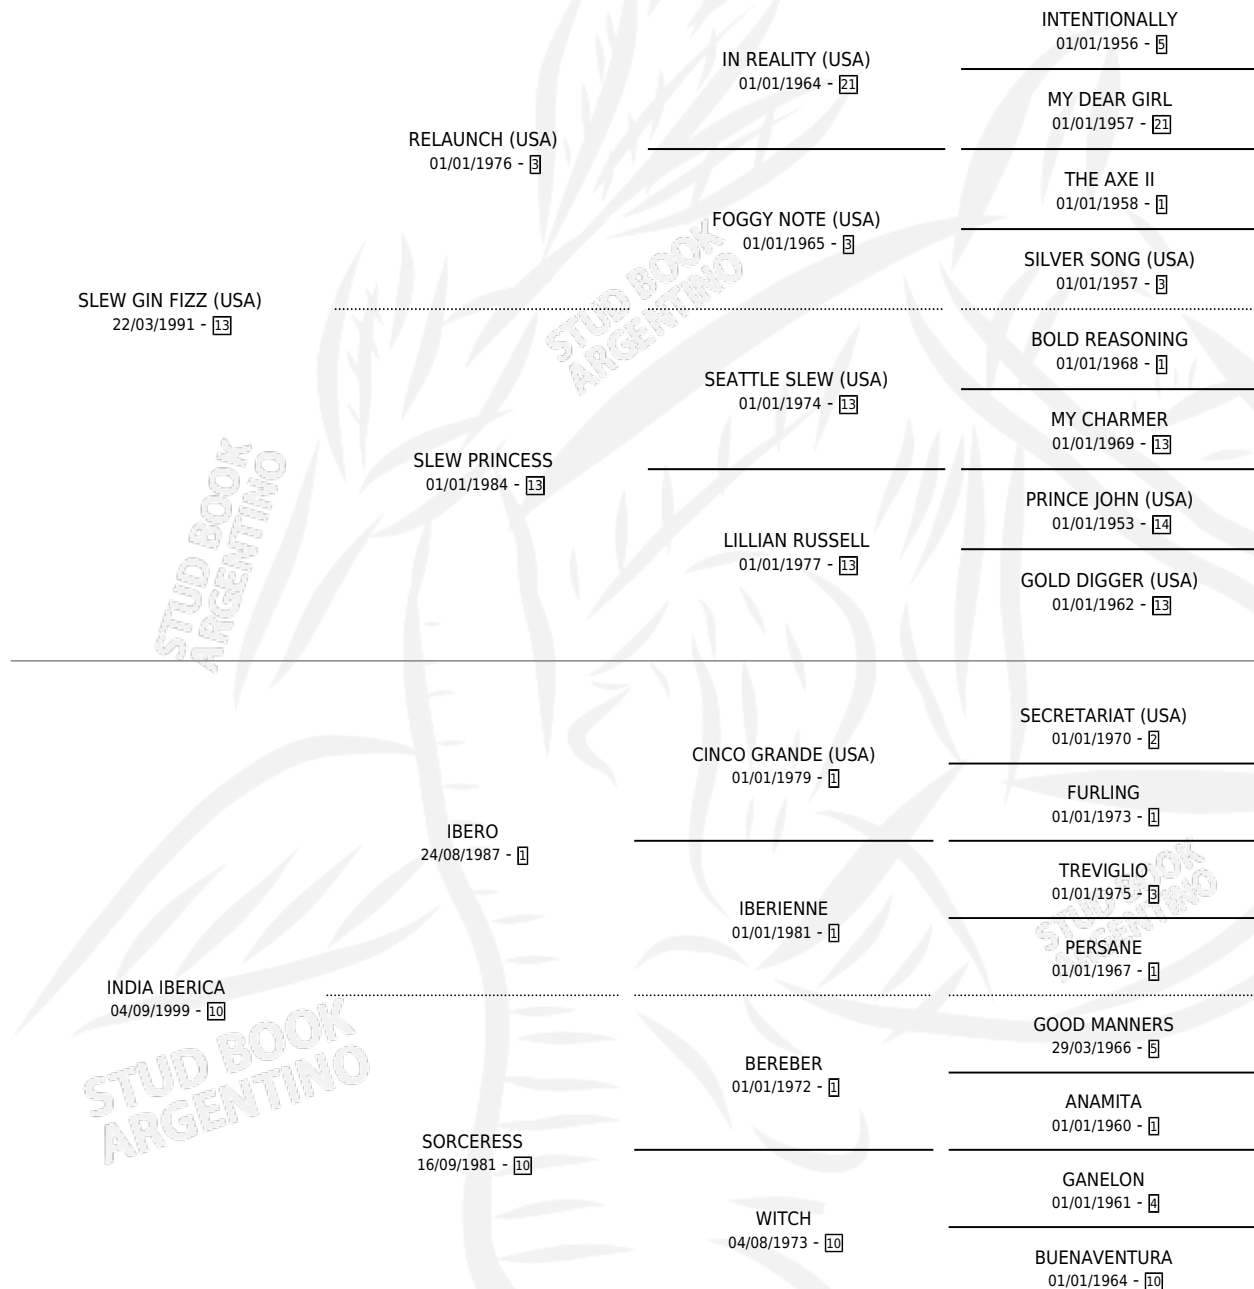 INTENTIONALLY
01/01/1956 - 5
IN REALITY (USA)
01/01/1964 - 21
MY DEAR GIRL
01/01/1957 - 21
RELAUNCH (USA)
01/01/1976 - 3
THE AXE II
01/01/1958 - 1
FOGGY NOTE (USA)
01/01/1965 - 3
SILVER SONG (USA)
01/01/1957 - 3
SLEW GIN FIZZ (USA)
22/03/1991 - 13
BOLD REASONING
01/01/1968 - 1
SEATTLE SLEW (USA)
01/01/1974 - 13
MY CHARMER
01/01/1969 - 13
SLEW PRINCESS
01/01/1984 - 13
PRINCE JOHN (USA)
01/01/1953 - 14
LILLIAN RUSSELL
01/01/1977 - 13
GOLD DIGGER (USA)
01/01/1962 - 13
SECRETARIAT (USA)
01/01/1970 - 2
CINCO GRANDE (USA)
01/01/1979 - 1
FURLING
01/01/1973 - 1
IBERO
24/08/1987 - 1
TREVIGLIO
01/01/1975 - 3
IBERIENNE
01/01/1981 - 1
PERSANE
01/01/1967 - 1
INDIA IBERICA
04/09/1999 - 10
GOOD MANNERS
29/03/1966 - 5
BEREBER
01/01/1972 - 1
ANAMITA
01/01/1960 - 1
SORCERESS
16/09/1981 - 10
GANELON
01/01/1961 - 4
WITCH
04/08/1973 - 10
BUENAVENTURA
01/01/1964 - 10
STUD BOOK
ARGENTINO
STUD BOOK
ARGENTINO
STUD BOOK
ARGENTINO
STUD BOOK
ARGENTINO